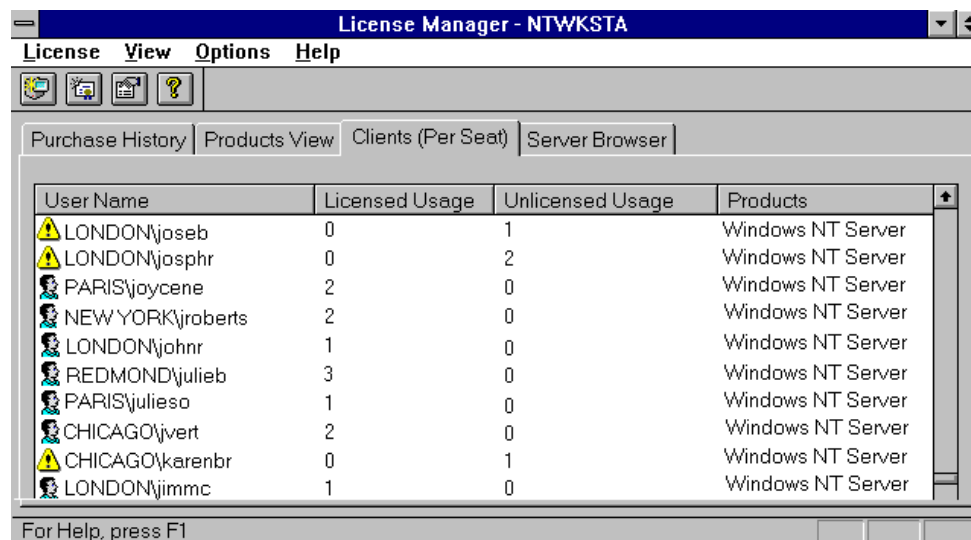 License Manager - NTWKSTA
License View Options Help
Purchase History Products View Clients (Per Seat) Server Browser
User Name Licensed Usage Unlicensed Usage Products
LONDON\joseb 0 1 Windows NT Server
LONDON\josphr 0 2 Windows NT Server
PARIS\joycene 2 0 Windows NT Server
NEW YORK\jroberts 2 0 Windows NT Server
LONDON\johnr 1 0 Windows NT Server
REDMOND\julieb 3 0 Windows NT Server
PARIS\julieso 1 0 Windows NT Server
CHICAGO\jvert 2 0 Windows NT Server
CHICAGO\karenbr 0 1 Windows NT Server
LONDON\jimmc 1 0 Windows NT Server
For Help, press F1